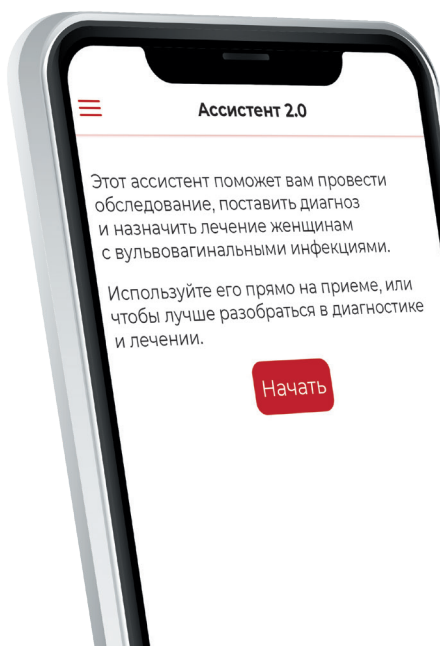 Ассистент 2.0
Этот ассистент поможет вам провести
обследование, поставить диагноз
и назначить лечение женщинам
с вульвовагинальными инфекциями.
Используйте его прямо на приеме, или
чтобы лучше разобраться в диагностике
и лечении.
Начать